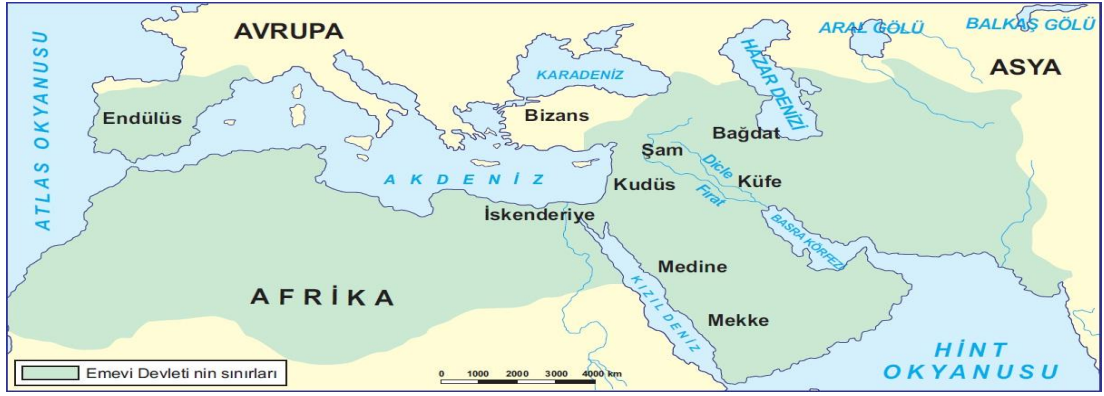 ATLAS OKYANUSU
AVRUPA
KARADENİZ
HAZAR DENİZİ
ARAL GÖLÜ
BALKAŞ GÖLÜ
ASYA
Endülüs
Bizans
Bağdat
Şam
Dicle
AKDENİZ
Kudüs
Fırat
Küfe
İskenderiye
BASRA KÖRFEZİ
Medine
AFRİKA
KIZILDENİZ
Mekke
HİNT
OKYANUSU
Emevi Devleti nin sınırları
0 1000 2000 3000 4000 km